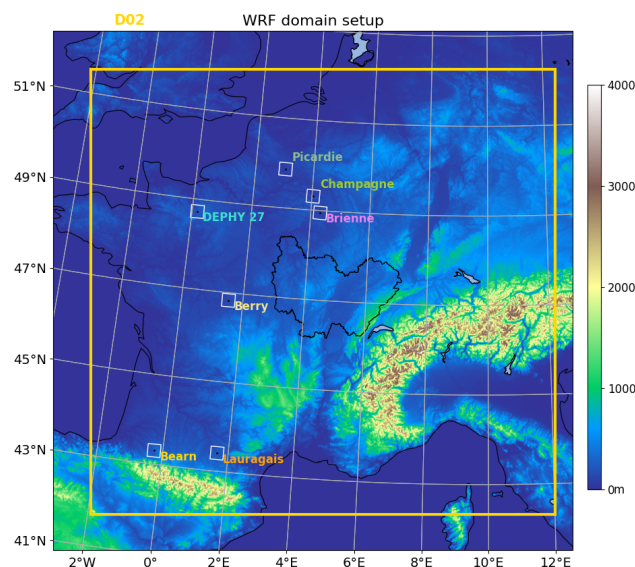 D02
WRF domain setup
51°N
49°N
47°N
45°N
43°N
41°N
Picardie
Champagne
DEPHY 27
Brienne
Berry
Bearn
Lauragais
2°W
0°
2°E
4°E
6°E
8°E
10°E
12°E
4000
3000
2000
1000
0m